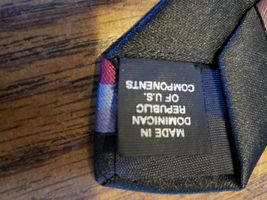 MADE IN
DOMINICAN
REPUBLIC
OF U.S.
COMPONENTS